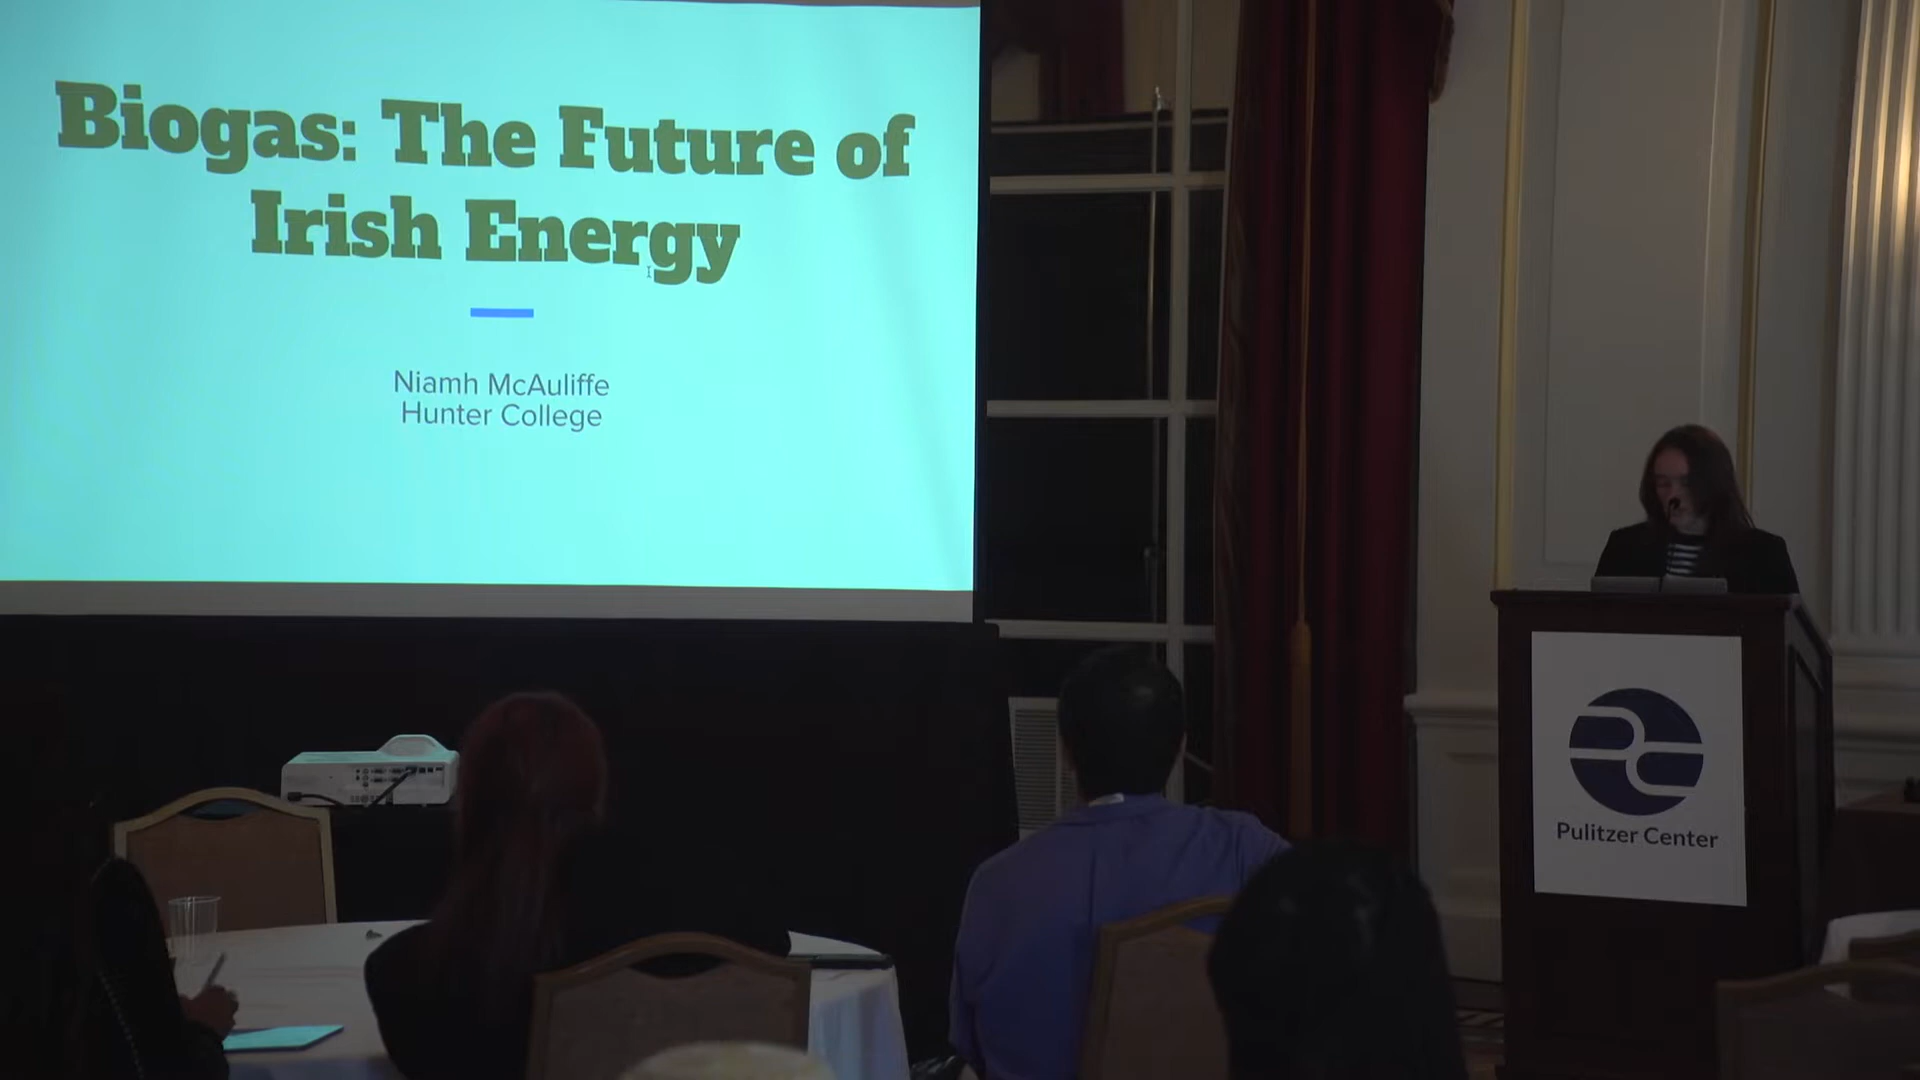 Biogas: The Future of
Irish Energy
Niamh McAuliffe
Hunter College
Pulitzer Center